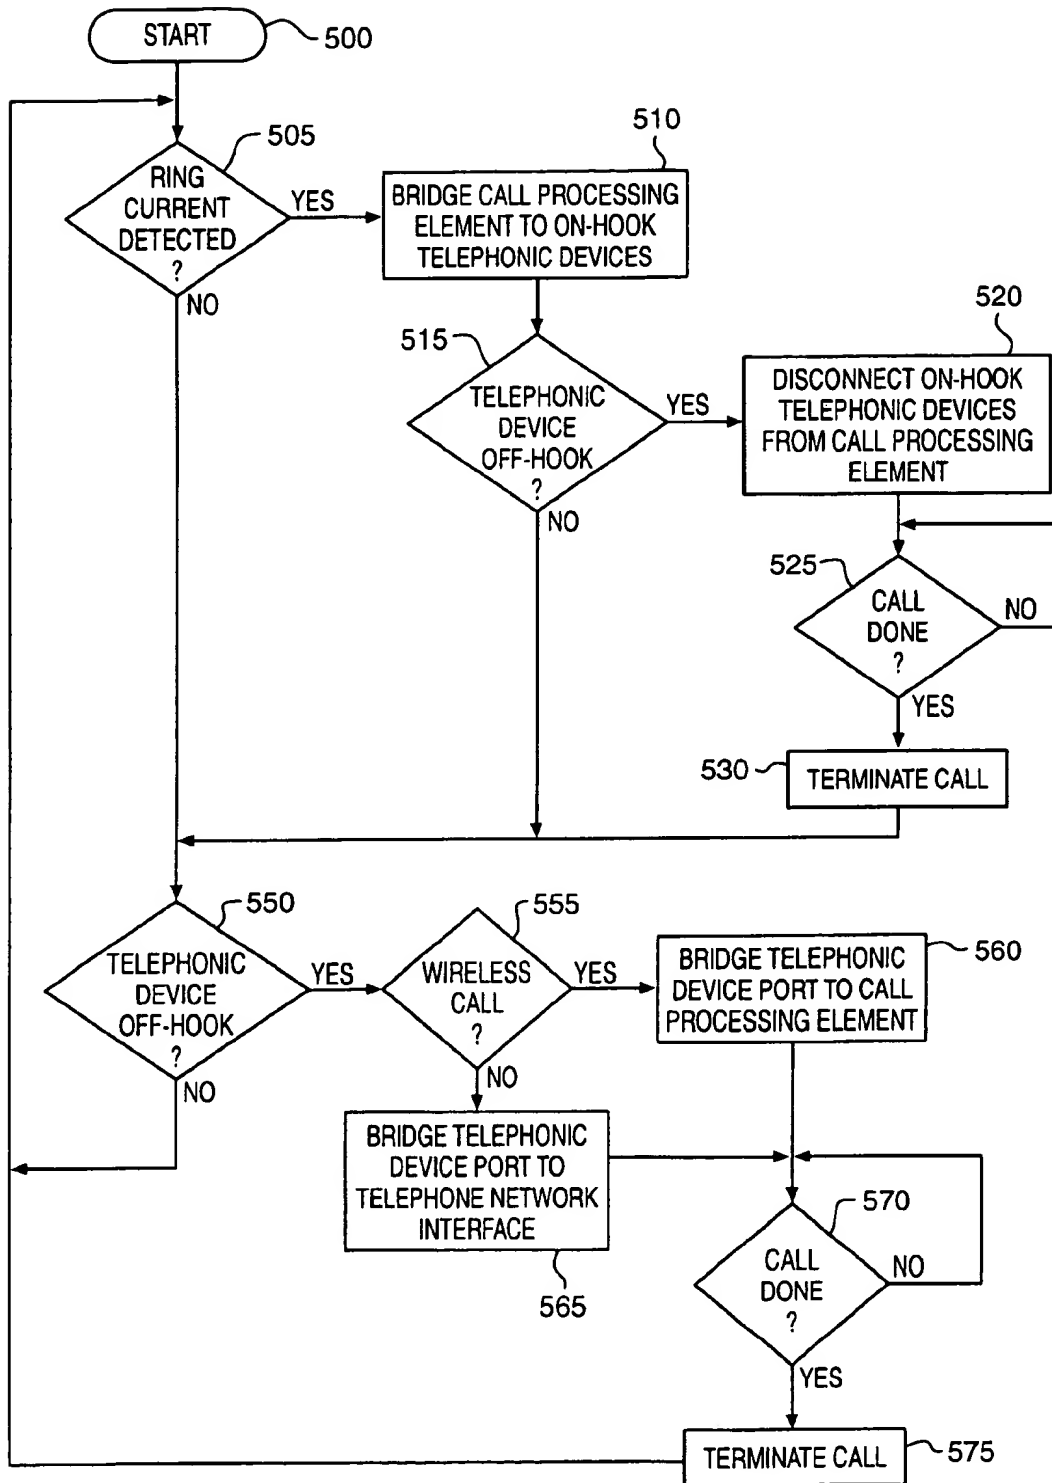 START
500
505
RING
CURRENT
DETECTED
?
YES
NO
510
BRIDGE CALL PROCESSING
ELEMENT TO ON-HOOK
TELEPHONIC DEVICES
515
TELEPHONIC
DEVICE
OFF-HOOK
?
YES
NO
520
DISCONNECT ON-HOOK
TELEPHONIC DEVICES
FROM CALL PROCESSING
ELEMENT
525
CALL
DONE
?
NO
YES
530
TERMINATE CALL
550
TELEPHONIC
DEVICE
OFF-HOOK
?
YES
NO
555
WIRELESS
CALL
?
YES
NO
560
BRIDGE TELEPHONIC
DEVICE PORT TO CALL
PROCESSING ELEMENT
BRIDGE TELEPHONIC
DEVICE PORT TO
TELEPHONE NETWORK
INTERFACE
565
570
CALL
DONE
?
NO
YES
TERMINATE CALL
575